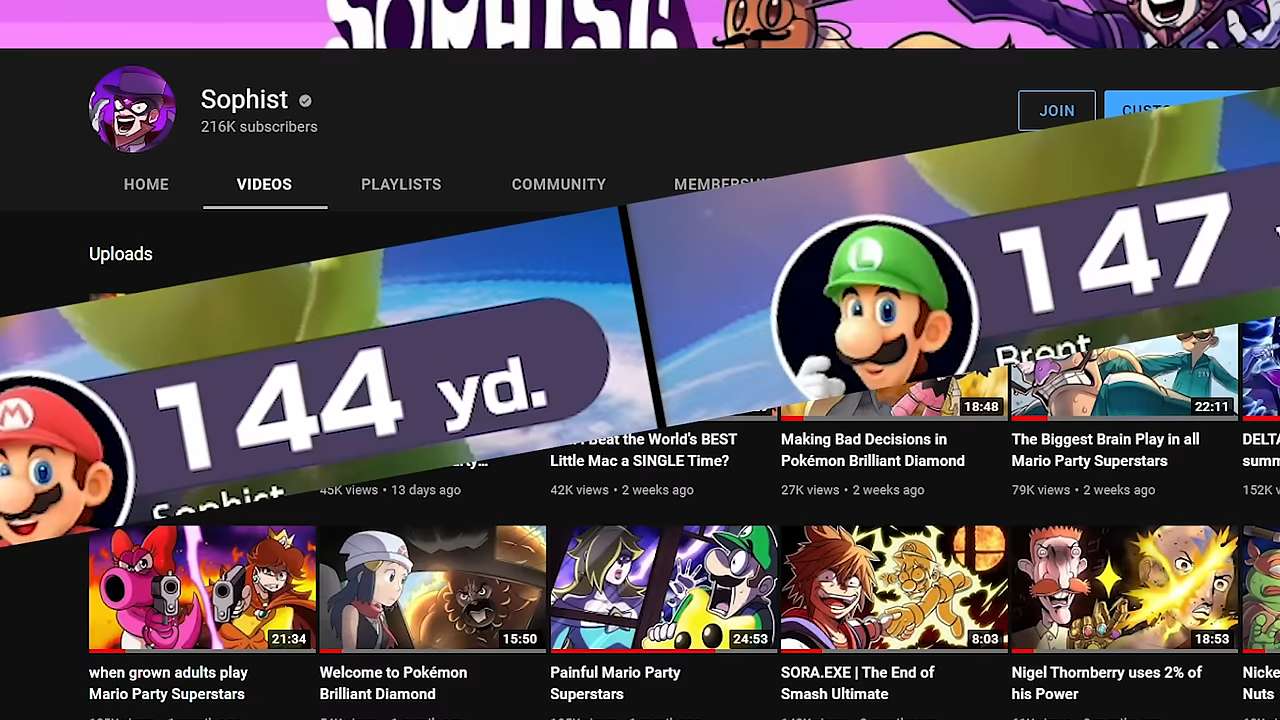 SOPHIST
Sophist
216K subscribers
JOIN
HOME
VIDEOS
PLAYLISTS
COMMUNITY
Uploads
147
Brent
144 yd.
Sophist
18:48
22:11
Beat the World's BEST
Little Mac a SINGLE Time?
42K views • 2 weeks ago
Making Bad Decisions in
Pokémon Brilliant Diamond
27K views • 2 weeks ago
The Biggest Brain Play in all
Mario Party Superstars
79K views • 2 weeks ago
152K
45K views • 13 days ago
21:34
15:50
24:53
8:03
18:53
when grown adults play
Mario Party Superstars
Welcome to Pokémon
Brilliant Diamond
Painful Mario Party
Superstars
SORA.EXE | The End of
Smash Ultimate
Nigel Thornberry uses 2% of
his Power
Nuts